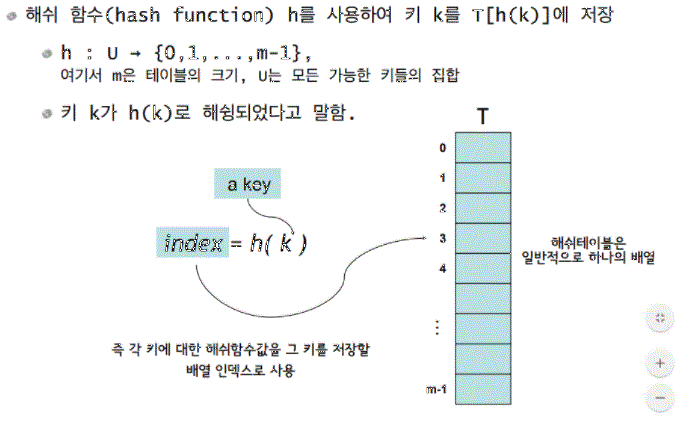 해쉬 함수(hash function) h를 사용하여 키 k를 T[h(k)]에 저장
h : U → {0,1,...,m-1},
여기서 m은 테이블의 크기, U는 모든 가능한 키들의 집합
키 k가 h(k)로 해슁되었다고 말함.
T
0
1
2
3
4
⋮
m-1
a key
index = h( k )
해쉬테이블은
일반적으로 하나의 배열
즉 각 키에 대한 해쉬함수값을 그 키를 저장할
배열 인덱스로 사용